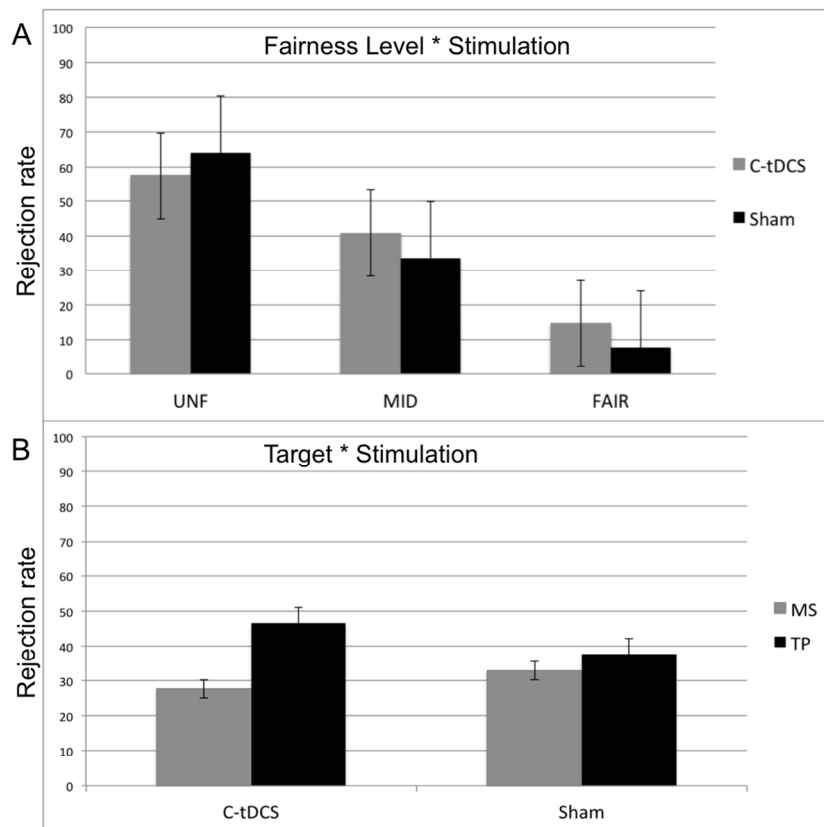 A
Fairness Level * Stimulation
100
90
80
70
60
50
40
30
20
10
0
Rejection rate
UNF MID FAIR
C-tDCS
Sham
B
Target * Stimulation
100
90
80
70
60
50
40
30
20
10
0
Rejection rate
C-tDCS Sham
MS
TP